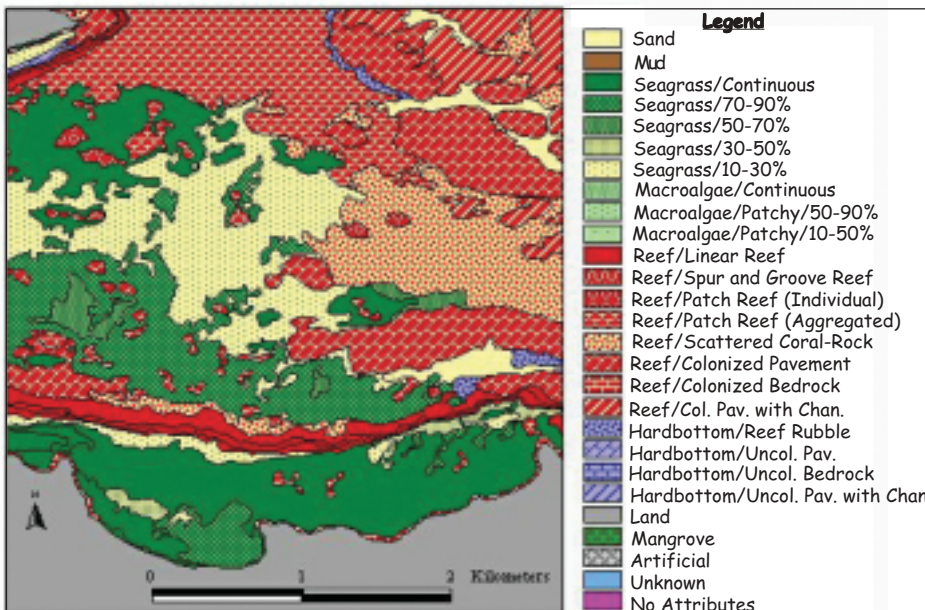 Legend
Sand
Mud
Seagrass/Continuous
Seagrass/70-90%
Seagrass/50-70%
Seagrass/30-50%
Seagrass/10-30%
Macroalgae/Continuous
Macroalgae/Patchy/50-90%
Macroalgae/Patchy/10-50%
Reef/Linear Reef
Reef/Spur and Groove Reef
Reef/Patch Reef (Individual)
Reef/Patch Reef (Aggregated)
Reef/Scattered Coral-Rock
Reef/Colonized Pavement
Reef/Colonized Bedrock
Reef/Col. Pav. with Chan.
Hardbottom/Reef Rubble
Hardbottom/Uncol. Pav.
Hardbottom/Uncol. Bedrock
Hardbottom/Uncol. Pav. with Chan
Land
Mangrove
Artificial
Unknown
No Attributes
N
0 1 2 Kilometers